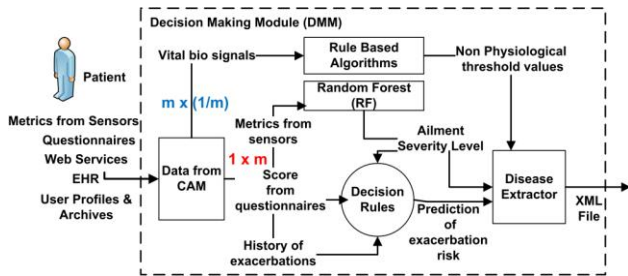 Decision Making Module (DMM)
Patient
Metrics from Sensors
Questionnaires
Web Services
EHR
User Profiles &
Archives
Vital bio signals
Rule Based
Algorithms
Non Physiological
threshold values
m x (1/m)
Random Forest
(RF)
Metrics from
sensors
Data from
CAM
1 x m
Score
from
questionnaires
History of
exacerbations
Ailment
Severity Level
Decision
Rules
Prediction
of
exacerbation
risk
Disease
Extractor
XML
File